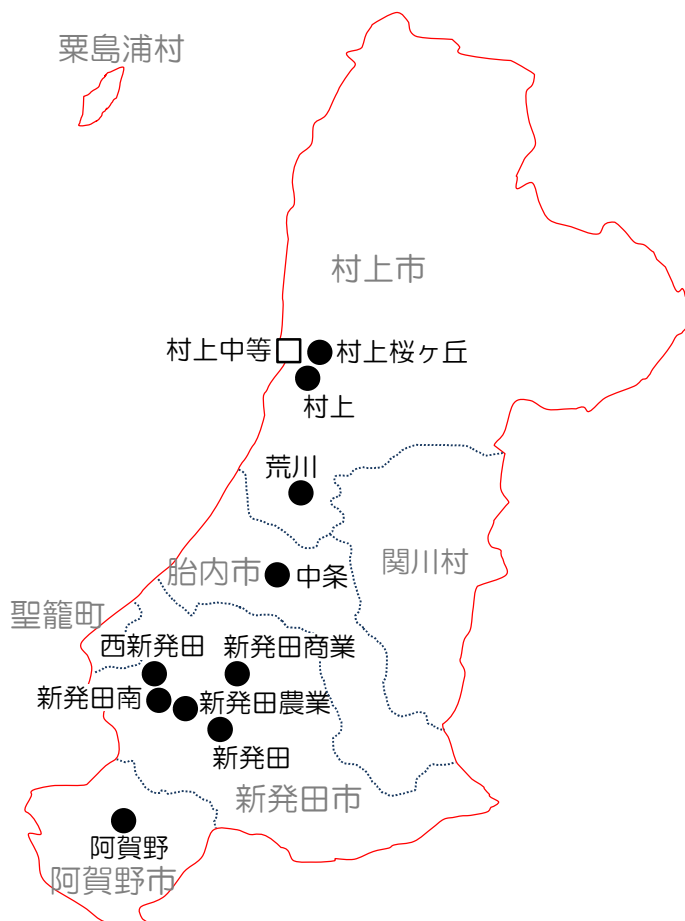 粟島浦村
村上市
村上中等
村上桜ヶ丘
村上
荒川
関川村
胎内市
中条
聖籠町
西新発田
新発田商業
新発田南
新発田農業
新発田
新発田市
阿賀野
阿賀野市